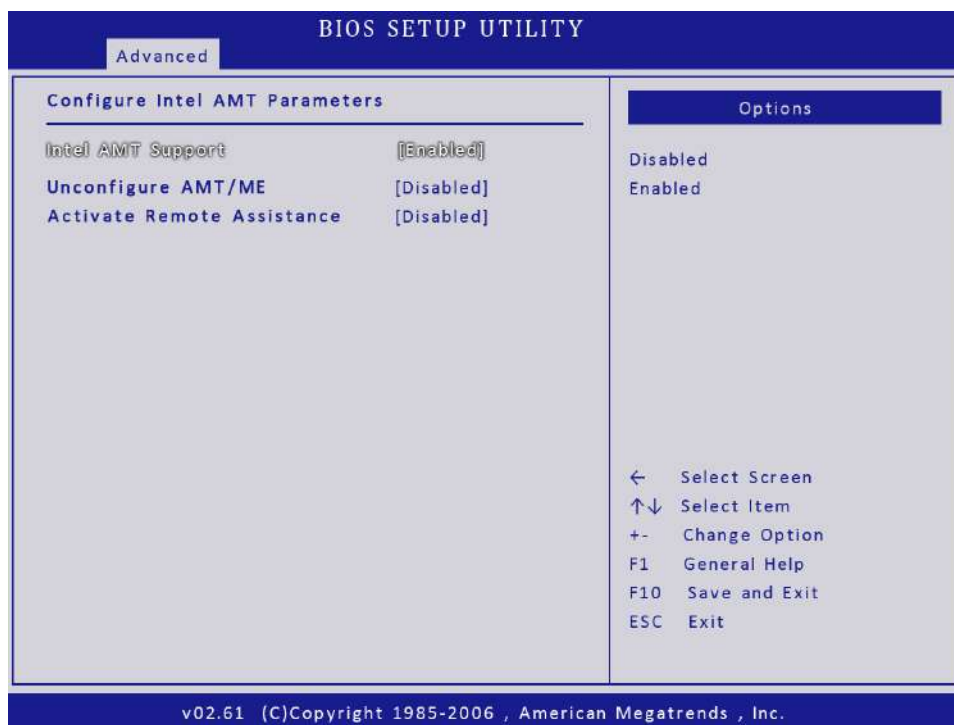 BIOS SETUP UTILITY
Advanced
Configure Intel AMT Parameters
Intel AMT Support [Enabled]
Unconfigure AMT/ME [Disabled]
Activate Remote Assistance [Disabled]
Options
Disabled
Enabled
← Select Screen
↑↓ Select Item
+- Change Option
F1 General Help
F10 Save and Exit
ESC Exit
v02.61 (C)Copyright 1985-2006 , American Megatrends , Inc.